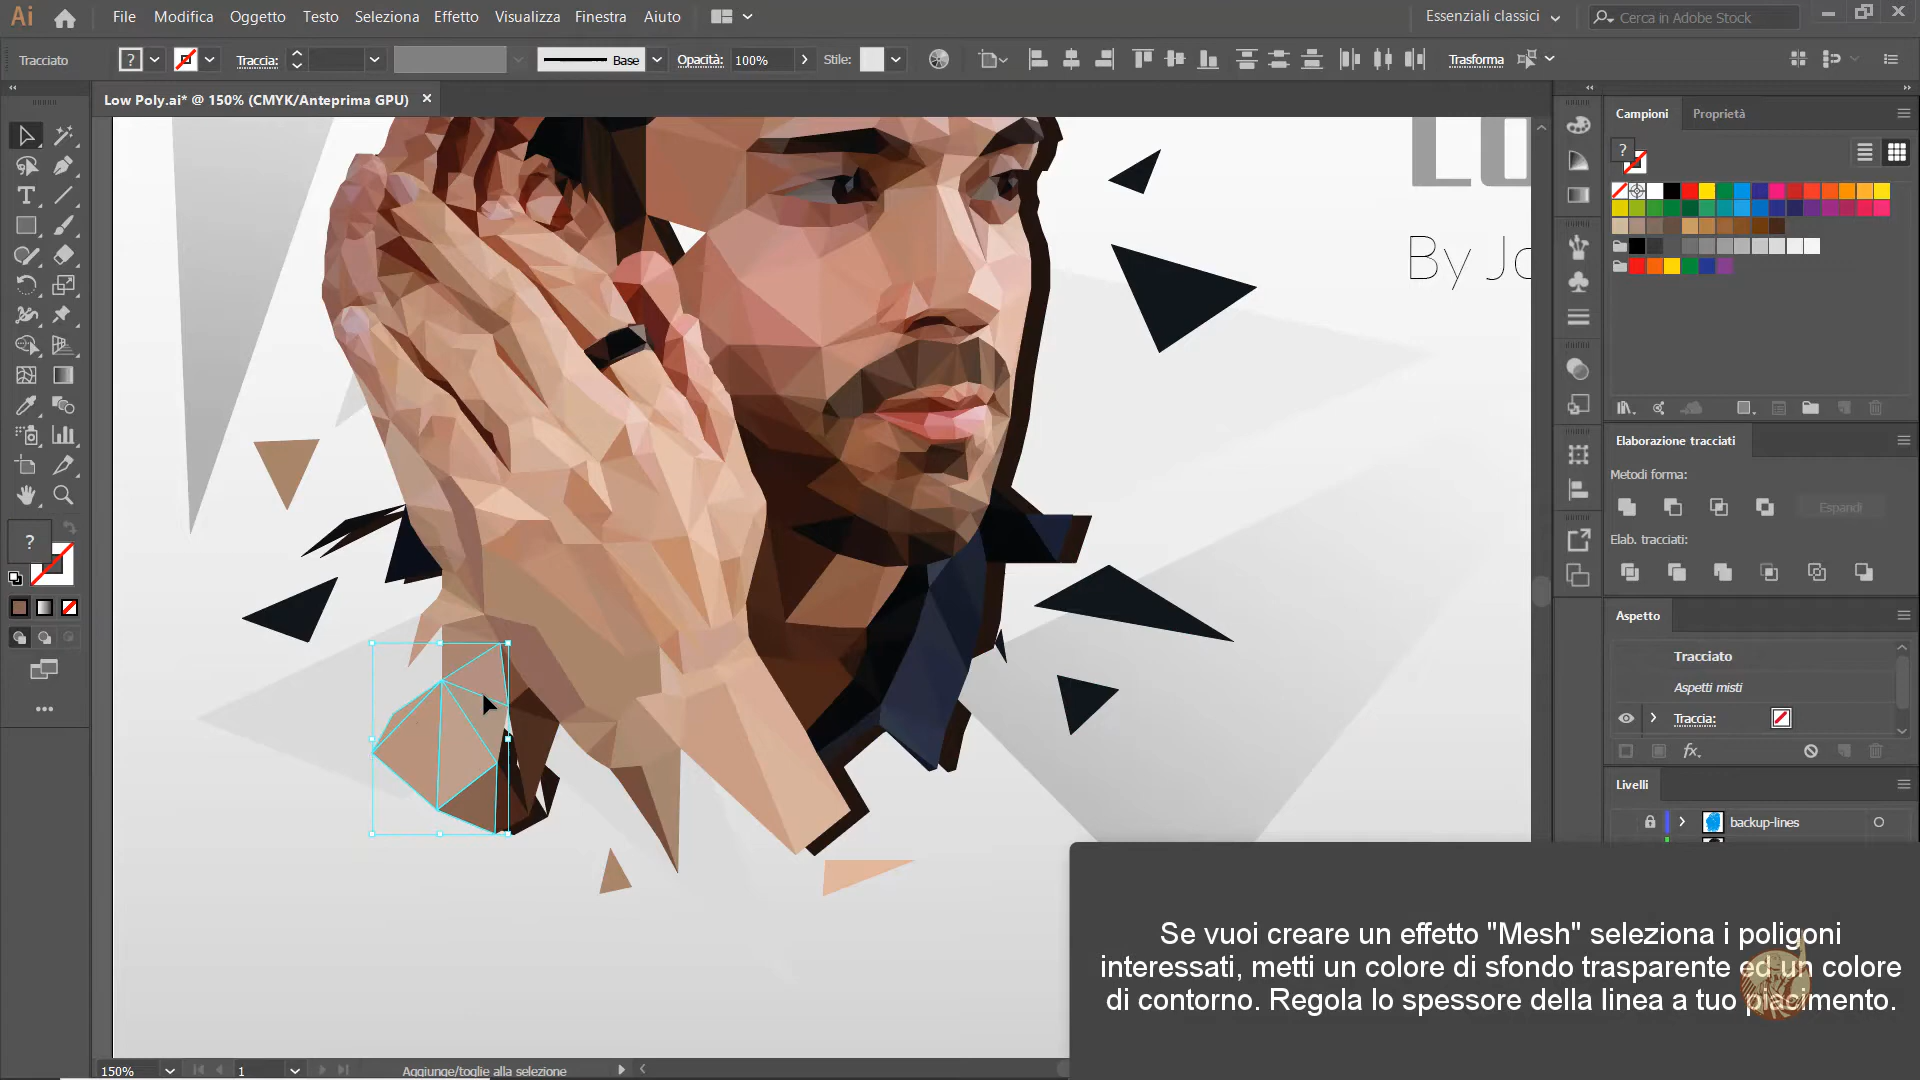 Ai File Modifica Oggetto Testo Selezione Effetto Visualizza Finestra Aiuto Essenziali classici Cerca in Adobe Stock
Tracciato ? Traccia: Base Opacità: 100% Stile: Trasforma
Low Poly.ai* @ 150% (CMYK/Anteprima GPU)
Campioni Proprietà
?
LO
By Jo
Elaborazione tracciati
Metodi forma:
Espandi
Elab. tracciati:
?
Aspetto
Tracciato
Aspetti misti
Traccia:
fx
Livelli
backup-lines
Se vuoi creare un effetto "Mesh" seleziona i poligoni
interessati, metti un colore di sfondo trasparente ed un colore
di contorno. Regola lo spessore della linea a tuo piacimento.
150% 1 Aggiunge/toglie alla selezione